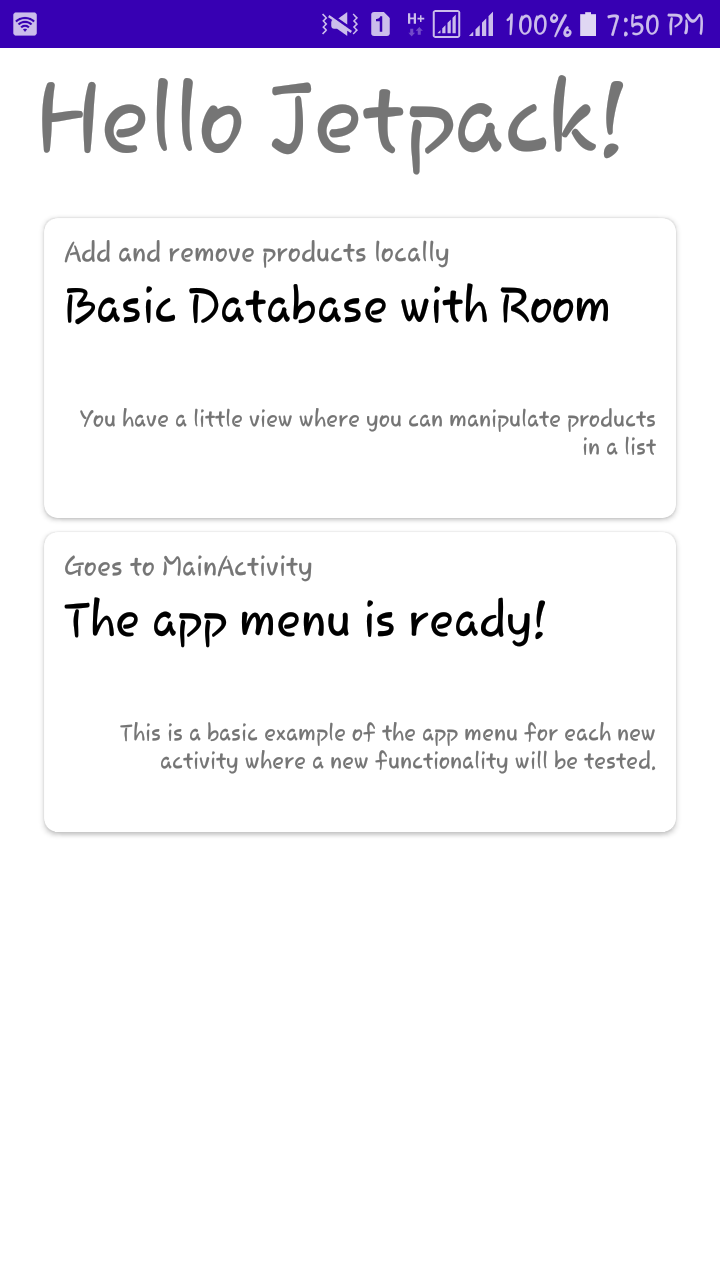 1 H+ 100% 7:50 PM
Hello Jetpack!
Add and remove products locally
Basic Database with Room
You have a little view where you can manipulate products
in a list
Goes to MainActivity
The app menu is ready!
This is a basic example of the app menu for each new
activity where a new functionality will be tested.